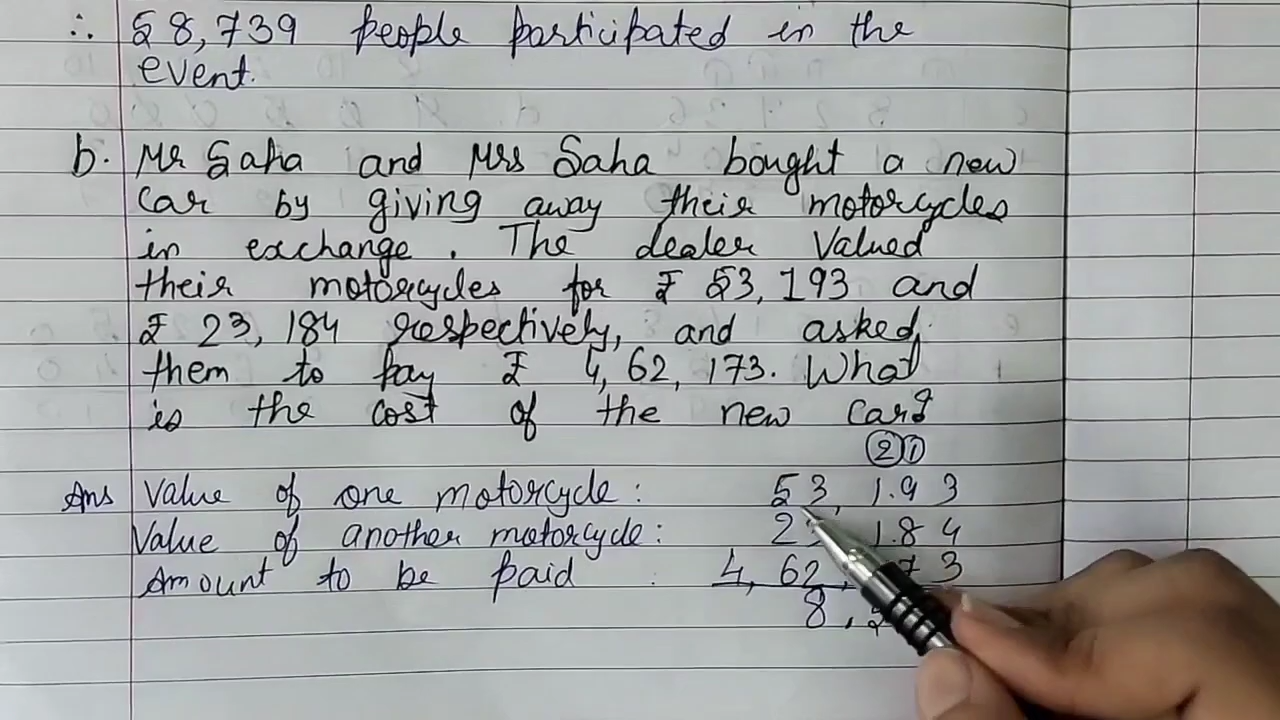 ∴ 58,739 people participated in the
event.
b. Mr Saha and Mrs Saha bought a new
car by giving away their motorcycles
in exchange. The dealer valued
their motorcycles for ₹ 53,193 and
₹ 23,184 respectively, and asked
them to pay ₹ 4,62,173. What
is the cost of the new car?
② ①
Ans Value of one motorcycle: 53,193
Value of another motorcycle: 2 184
Amount to be paid : 4,62, 73
8,